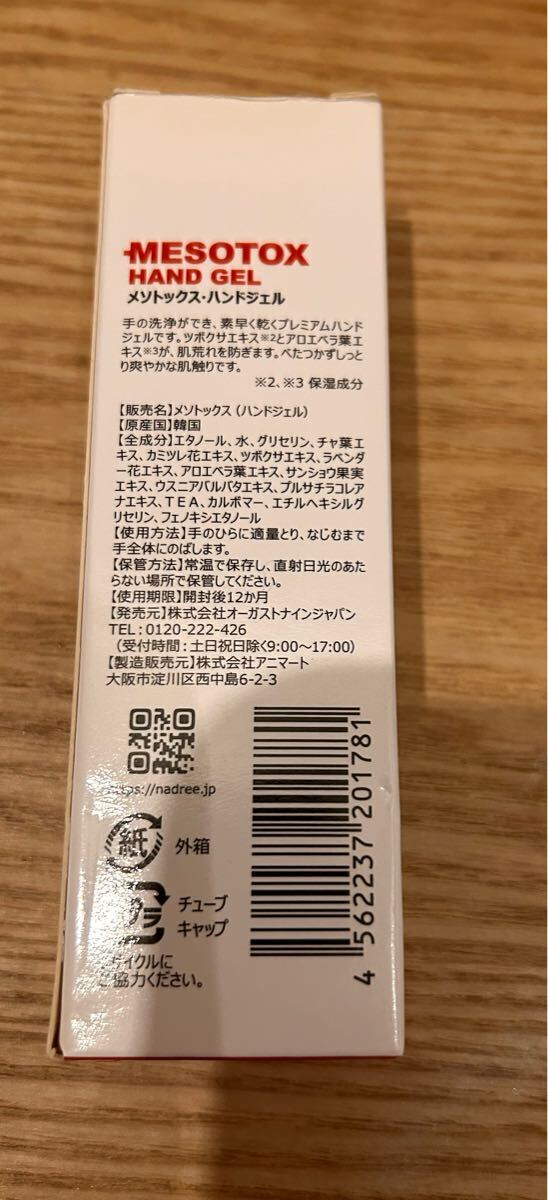 MESOTOX
HAND GEL
メソトックス・ハンドジェル
手の洗浄ができ、素早く乾くプレミアムハンド
ジェルです。ツボクサエキス※2とアロエベラ葉エ
キス※3が、肌荒れを防ぎます。べたつかずしっと
り爽やかな肌触りです。
※2、※3 保湿成分
【販売名】メソトックス（ハンドジェル）
【原産国】韓国
【全成分】エタノール、水、グリセリン、チャ葉エ
キス、カミツレ花エキス、ツボクサエキス、ラベンダ
ー花エキス、アロエベラ葉エキス、サンショウ果実
エキス、ウスニアバルバタエキス、プルサチラコレア
ナエキス、TEA、カルボマー、エチルヘキシルグ
リセリン、フェノキシエタノール
【使用方法】手のひらに適量とり、なじむまで
手全体にのばします。
【保管方法】常温で保存し、直射日光のあた
らない場所で保管してください。
【使用期限】開封後12か月
【発売元】株式会社オーガストナインジャパン
TEL：0120-222-426
（受付時間：土日祝日除く9:00～17:00）
【製造販売元】株式会社アニマート
大阪市淀川区西中島6-2-3
https://nadree.jp
紙 外箱
プラ チューブ
キャップ
リサイクルに
ご協力ください。
4 562237 201781